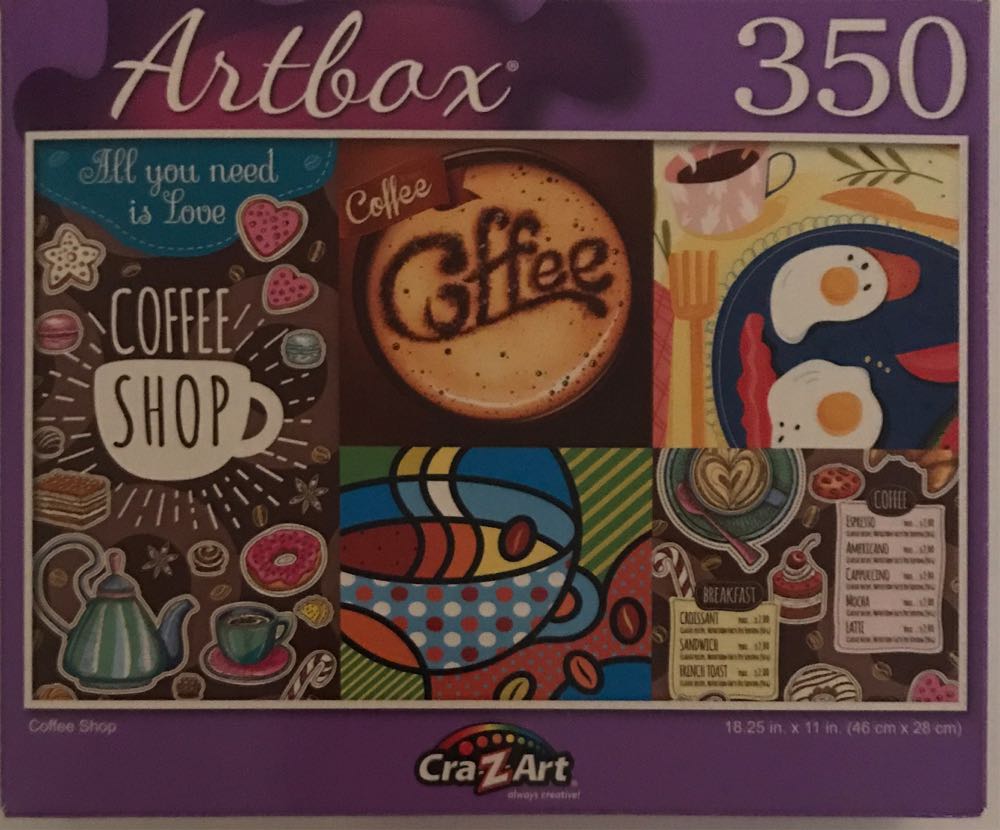 Artbox®
350
All you need
is Love
COFFEE
SHOP
Coffee
Coffee
COFFEE
ESPRESSO
AMERICANO
CAPPUCCINO
MOCHA
LATTE
BREAKFAST
CROISSANT
SANDWICH
FRENCH TOAST
Coffee Shop
18.25 in. x 11 in. (46 cm x 28 cm)
Cra-Z-Art
always creative!